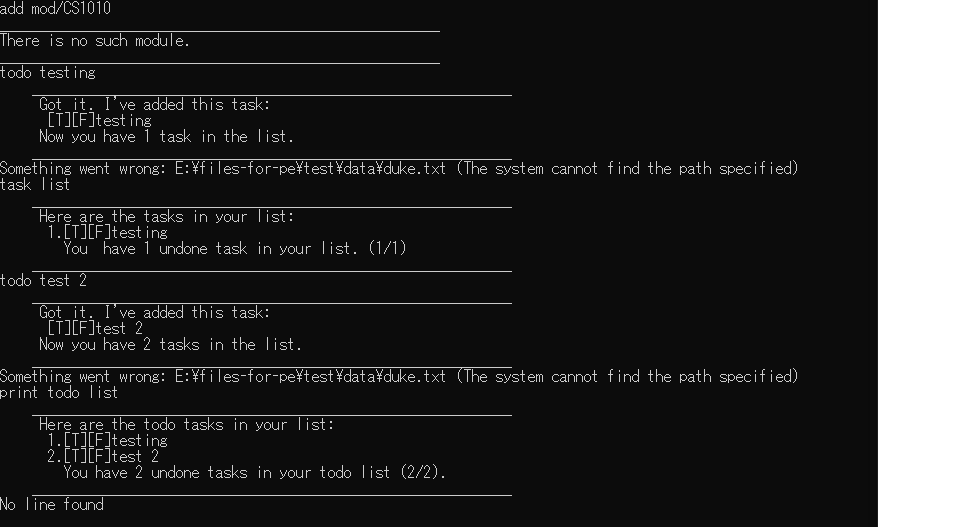 add mod/CS1010
There is no such module.
todo testing
Got it. I've added this task:
[T][F]testing
Now you have 1 task in the list.
Something went wrong: E:¥files-for-pe¥test¥data¥duke.txt (The system cannot find the path specified)
task list
Here are the tasks in your list:
1.[T][F]testing
You  have 1 undone task in your list. (1/1)
todo test 2
Got it. I've added this task:
[T][F]test 2
Now you have 2 tasks in the list.
Something went wrong: E:¥files-for-pe¥test¥data¥duke.txt (The system cannot find the path specified)
print todo list
Here are the todo tasks in your list:
1.[T][F]testing
2.[T][F]test 2
You have 2 undone tasks in your todo list (2/2).
No line found